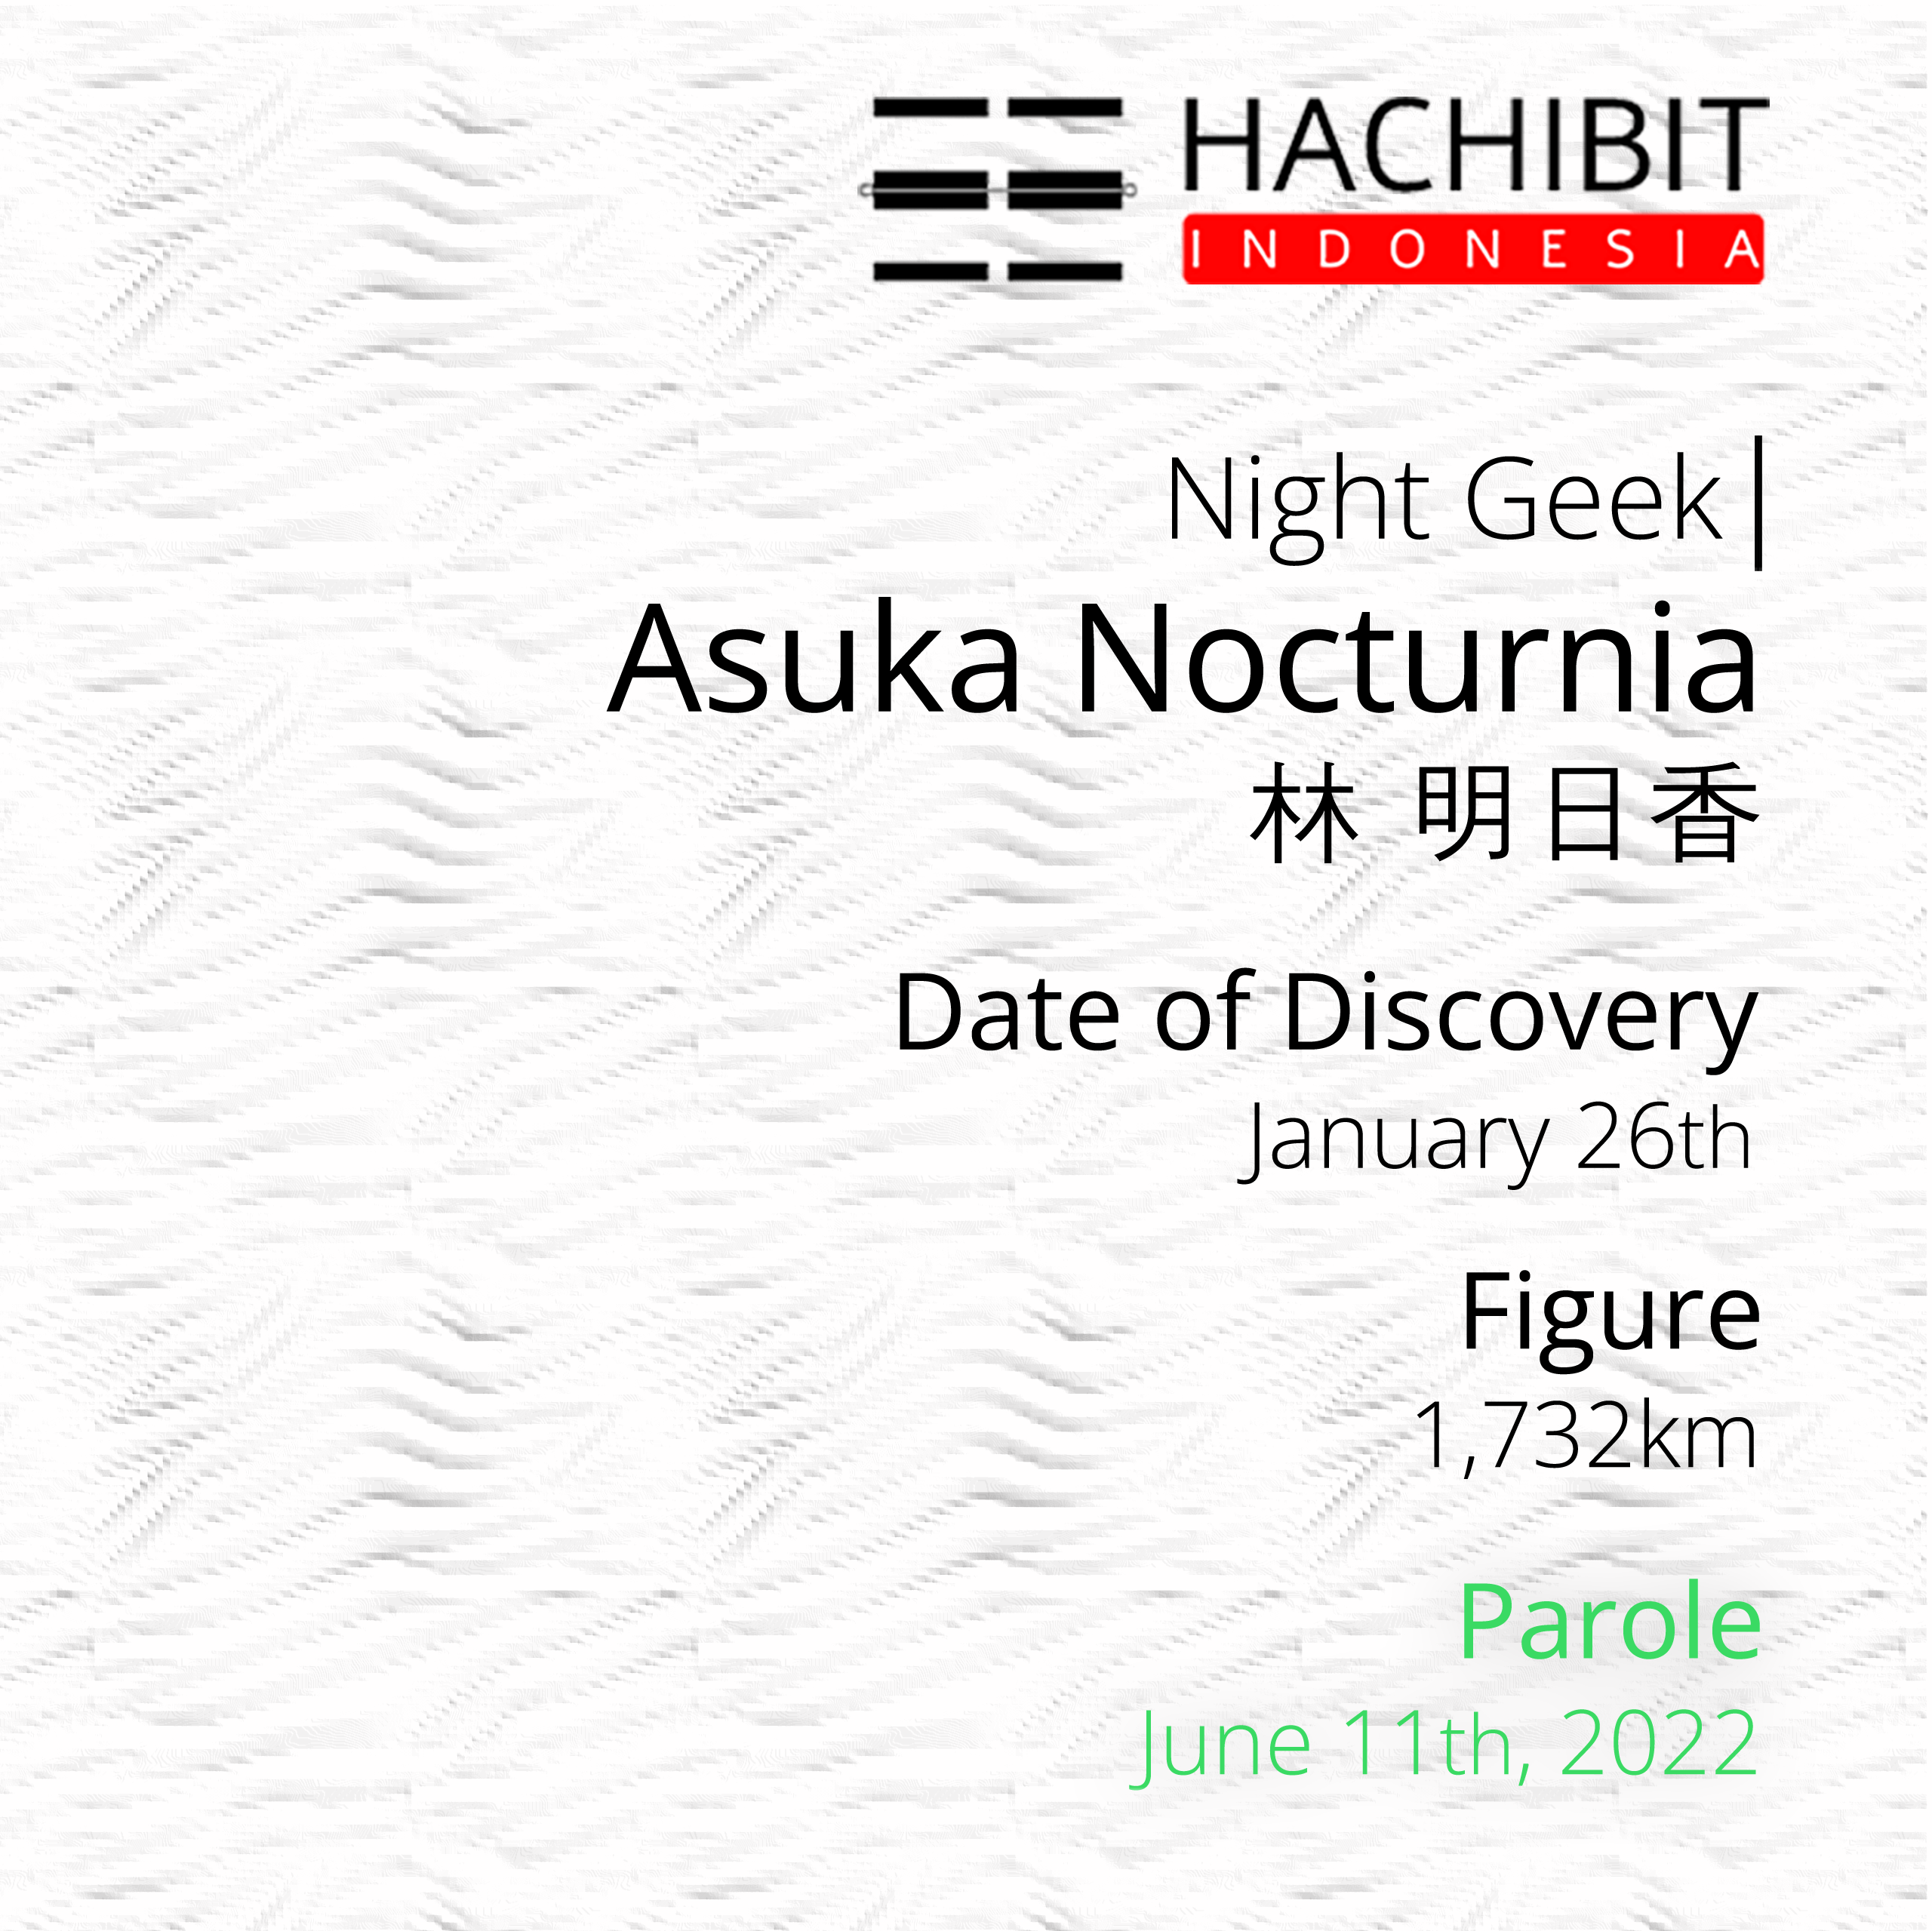 HACHIBIT
INDONESIA
Night Geek|
Asuka Nocturnia
林 明日香
Date of Discovery
January 26th
Figure
1,732km
Parole
June 11th, 2022